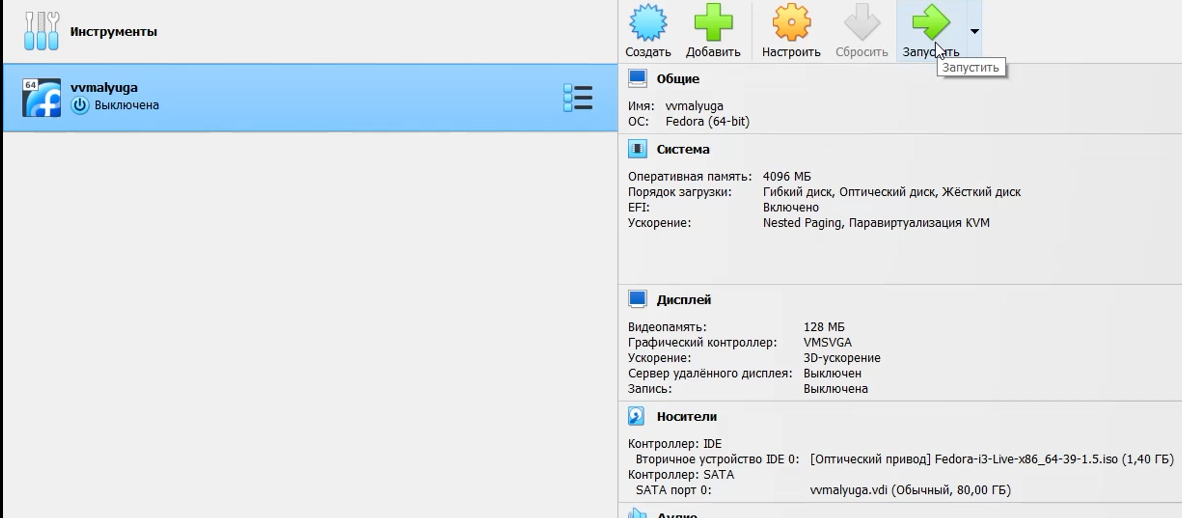 Инструменты
Создать Добавить Настроить Сбросить Запустить
Запустить
64
vvmalyuga
Выключена
Общие
Имя: vvmalyuga
ОС: Fedora (64-bit)
Система
Оперативная память: 4096 МБ
Порядок загрузки: Гибкий диск, Оптический диск, Жёсткий диск
EFI: Включено
Ускорение: Nested Paging, Паравиртуализация KVM
Дисплей
Видеопамять: 128 МБ
Графический контроллер: VMSVGA
Ускорение: 3D-ускорение
Сервер удалённого дисплея: Выключен
Запись: Выключена
Носители
Контроллер: IDE
Вторичное устройство IDE 0: [Оптический привод] Fedora-i3-Live-x86_64-39-1.5.iso (1,40 ГБ)
Контроллер: SATA
SATA порт 0: vvmalyuga.vdi (Обычный, 80,00 ГБ)
Аудио